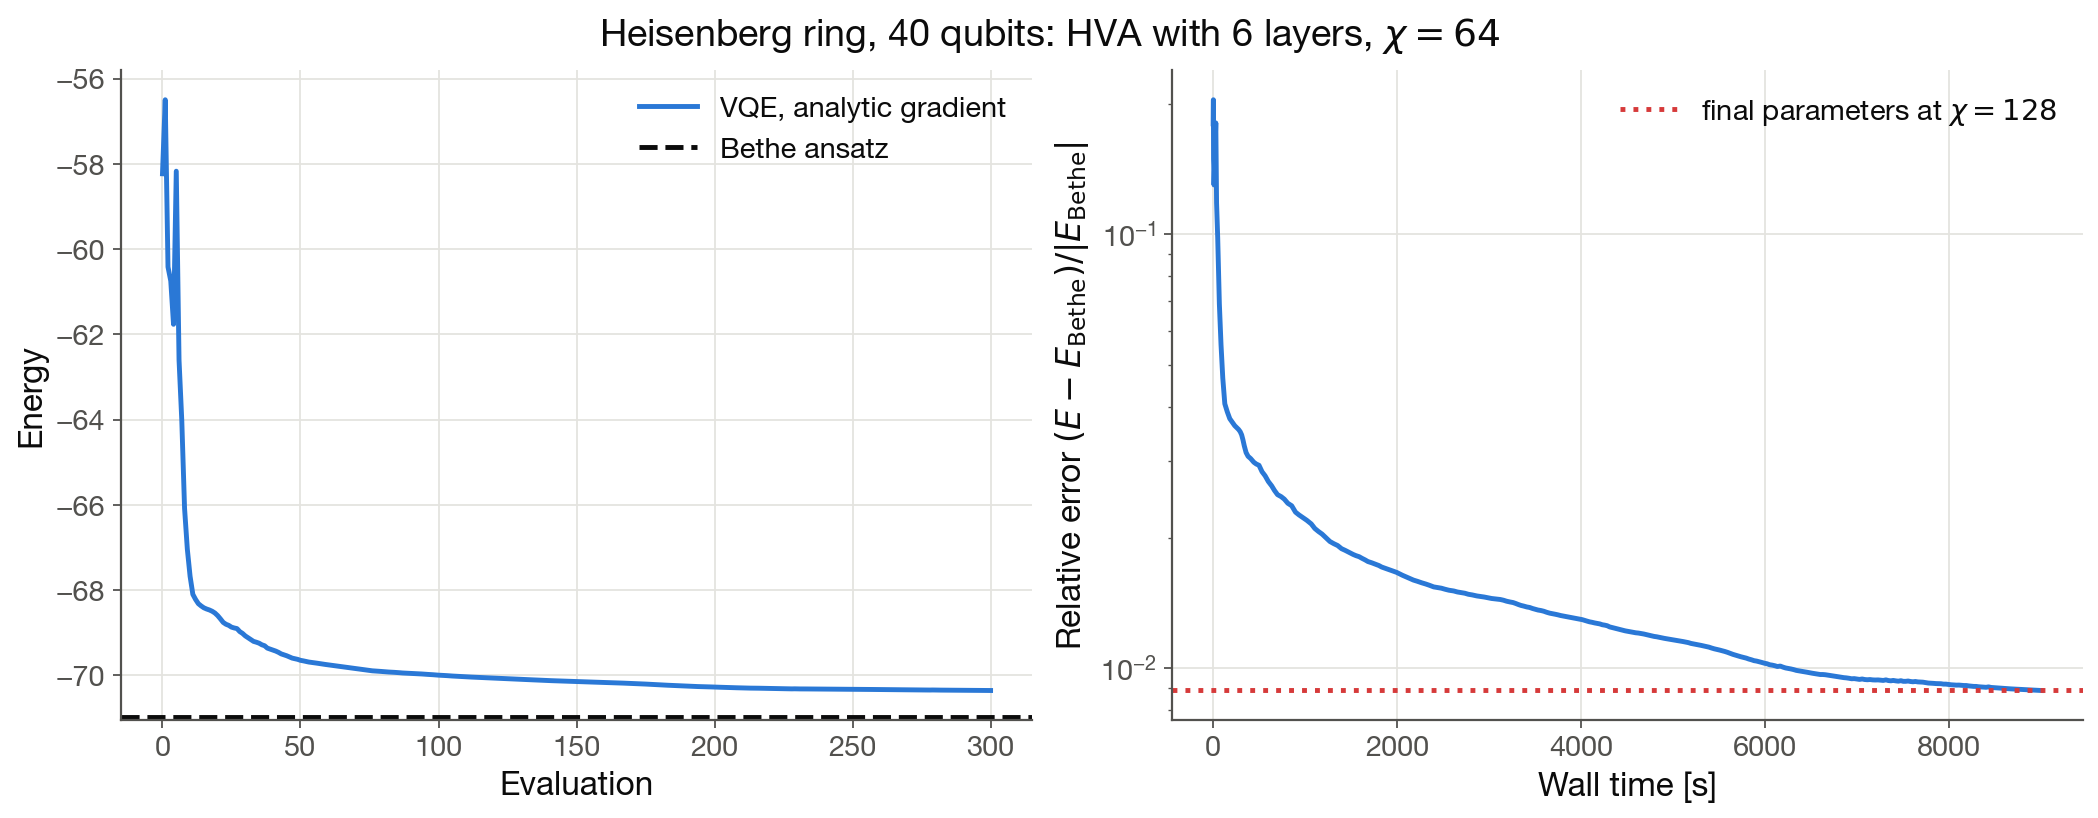 Heisenberg ring, 40 qubits: HVA with 6 layers, χ = 64
Energy
−56
−58
−60
−62
−64
−66
−68
−70
VQE, analytic gradient
Bethe ansatz
0 50 100 150 200 250 300
Evaluation
Relative error (E − E_Bethe)/|E_Bethe|
10⁻¹
10⁻²
final parameters at χ = 128
0 2000 4000 6000 8000
Wall time [s]